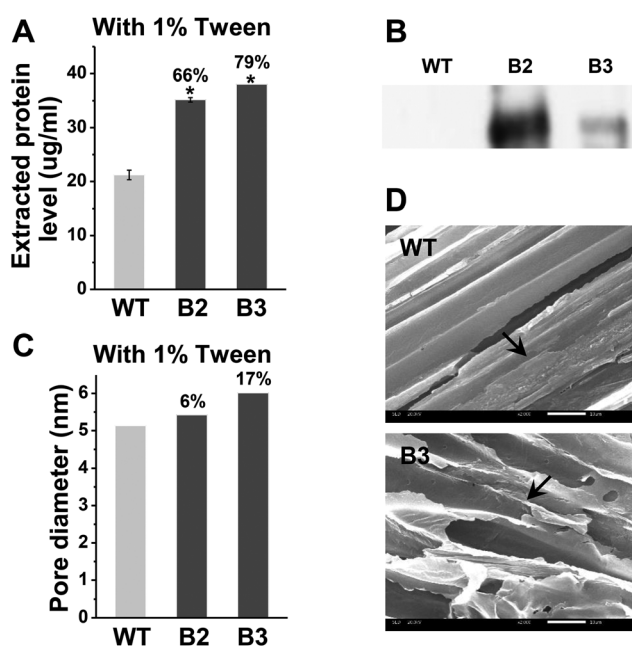 A
With 1% Tween
Extracted protein
level (ug/ml)
40
30
20
10
0
66%
*
79%
*
WT B2 B3
B
WT B2 B3
C
With 1% Tween
Pore diameter (nm)
6
5
4
3
2
1
0
6%
17%
WT B2 B3
D
WT
B3